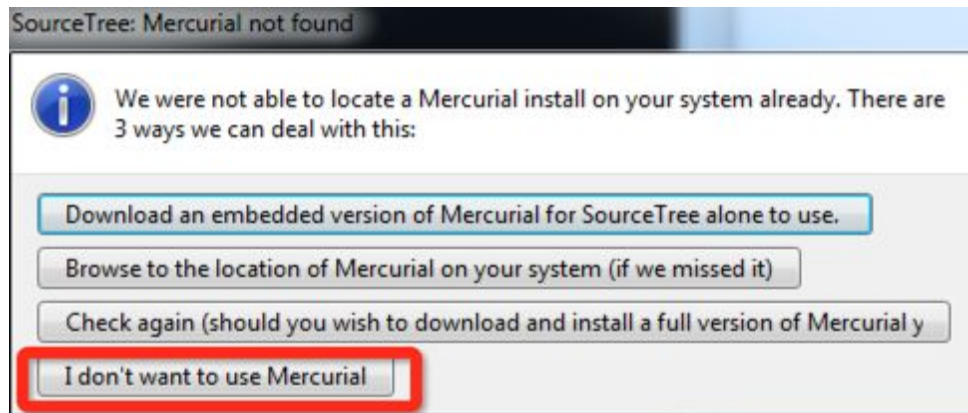 SourceTree: Mercurial not found
We were not able to locate a Mercurial install on your system already. There are
3 ways we can deal with this:
Download an embedded version of Mercurial for SourceTree alone to use.
Browse to the location of Mercurial on your system (if we missed it)
Check again (should you wish to download and install a full version of Mercurial y
I don't want to use Mercurial